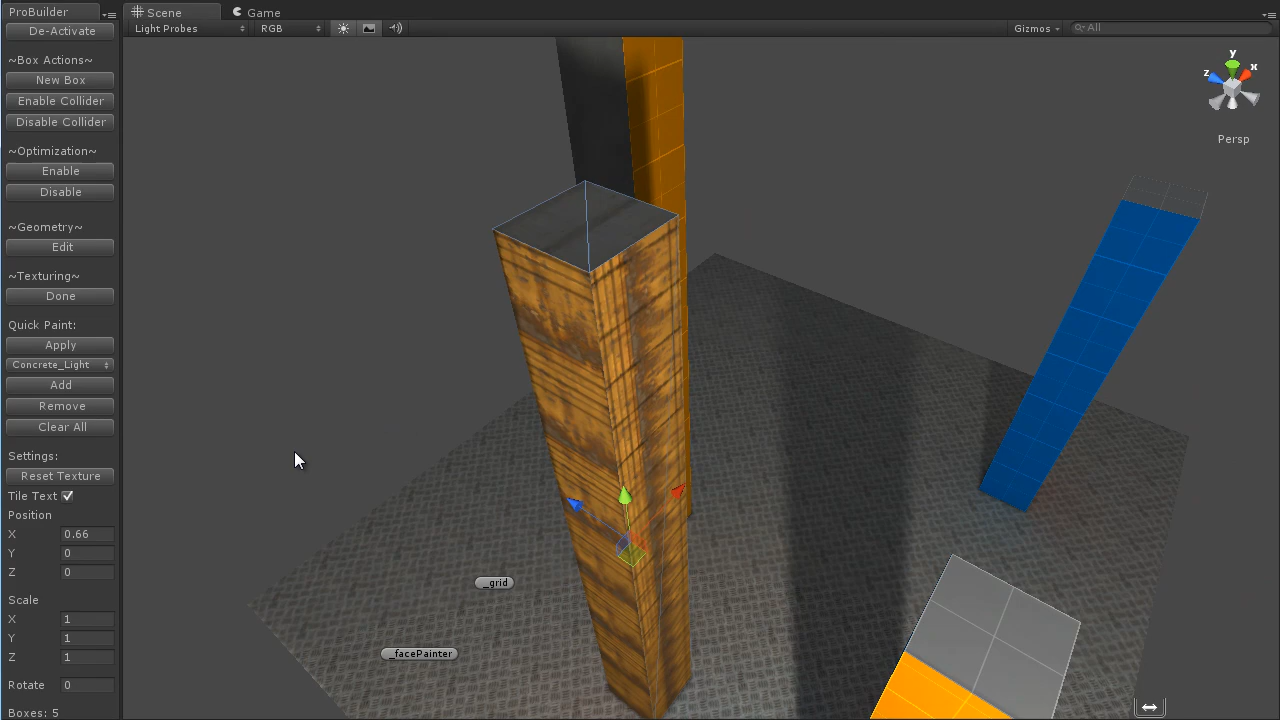 ProBuilder
De-Activate
~Box Actions~
New Box
Enable Collider
Disable Collider
~Optimization~
Enable
Disable
~Geometry~
Edit
~Texturing~
Done
Quick Paint:
Apply
Concrete_Light
Add
Remove
Clear All
Settings:
Reset Texture
Tile Text
Position
X 0.66
Y 0
Z 0
Scale
X 1
Y 1
Z 1
Rotate 0
Boxes: 5
Scene Game
Light Probes RGB Gizmos All
y
z x
Persp
_grid
_facePainter